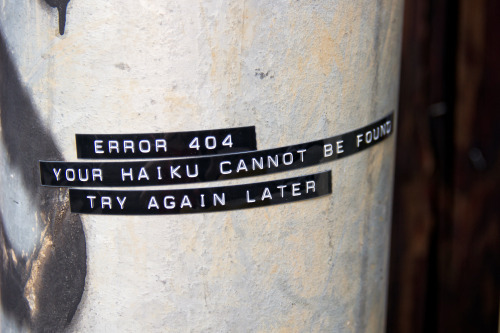 ERROR 404
YOUR HAIKU CANNOT BE FOUND
TRY AGAIN LATER